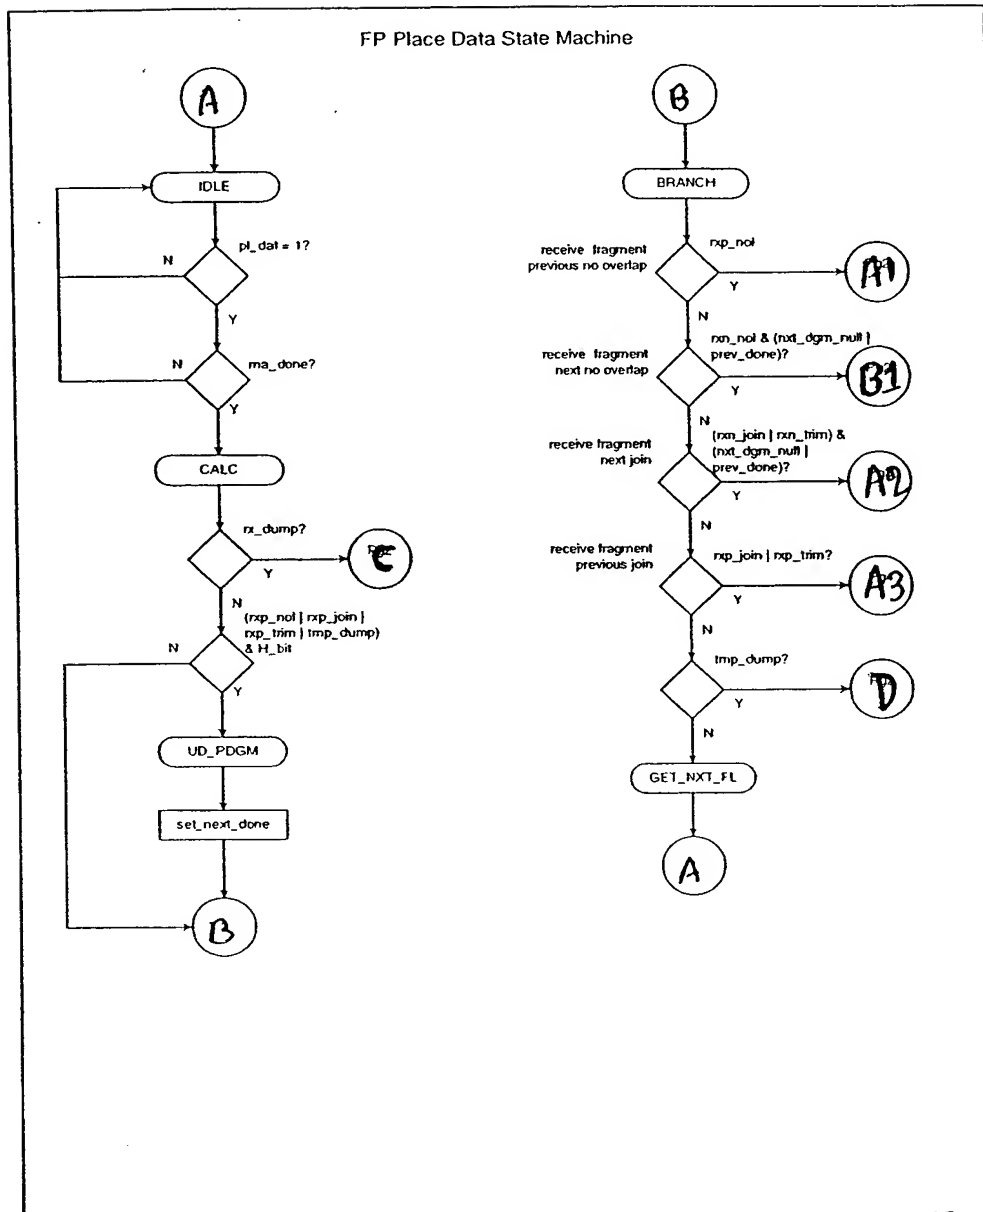 FP Place Data State Machine
A
IDLE
pl_dat = 1?
N
Y
ma_done?
N
Y
CALC
rx_dump?
Y
C
N
(rxp_nol | rxp_join |
rxp_trim | tmp_dump)
& H_bit
N
Y
UD_PDGM
set_next_done
B
B
BRANCH
receive fragment
previous no overlap
rxp_nol
Y
A1
N
receive fragment
next no overlap
rxn_nol & (nxt_dgm_null |
prev_done)?
Y
B1
N
receive fragment
next join
(rxn_join | rxn_trim) &
(nxt_dgm_null |
prev_done)?
Y
A2
N
receive fragment
previous join
rxp_join | rxp_trim?
Y
A3
N
tmp_dump?
Y
D
N
GET_NXT_FL
A